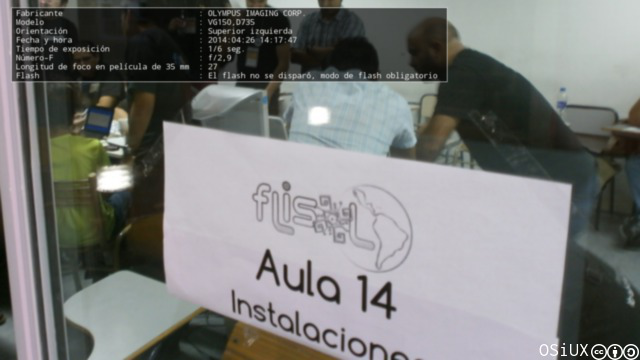 Fabricante : OLYMPUS IMAGING CORP.
Modelo : VG150,D735
Orientación : Superior izquierda
Fecha y hora : 2014:04:26 14:17:47
Tiempo de exposición : 1/6 seg.
Número-F : f/2,9
Longitud de foco en película de 35 mm : 27
Flash : El flash no se disparó, modo de flash obligatorio
flisol
Aula 14
Instalaciones
OSiUX